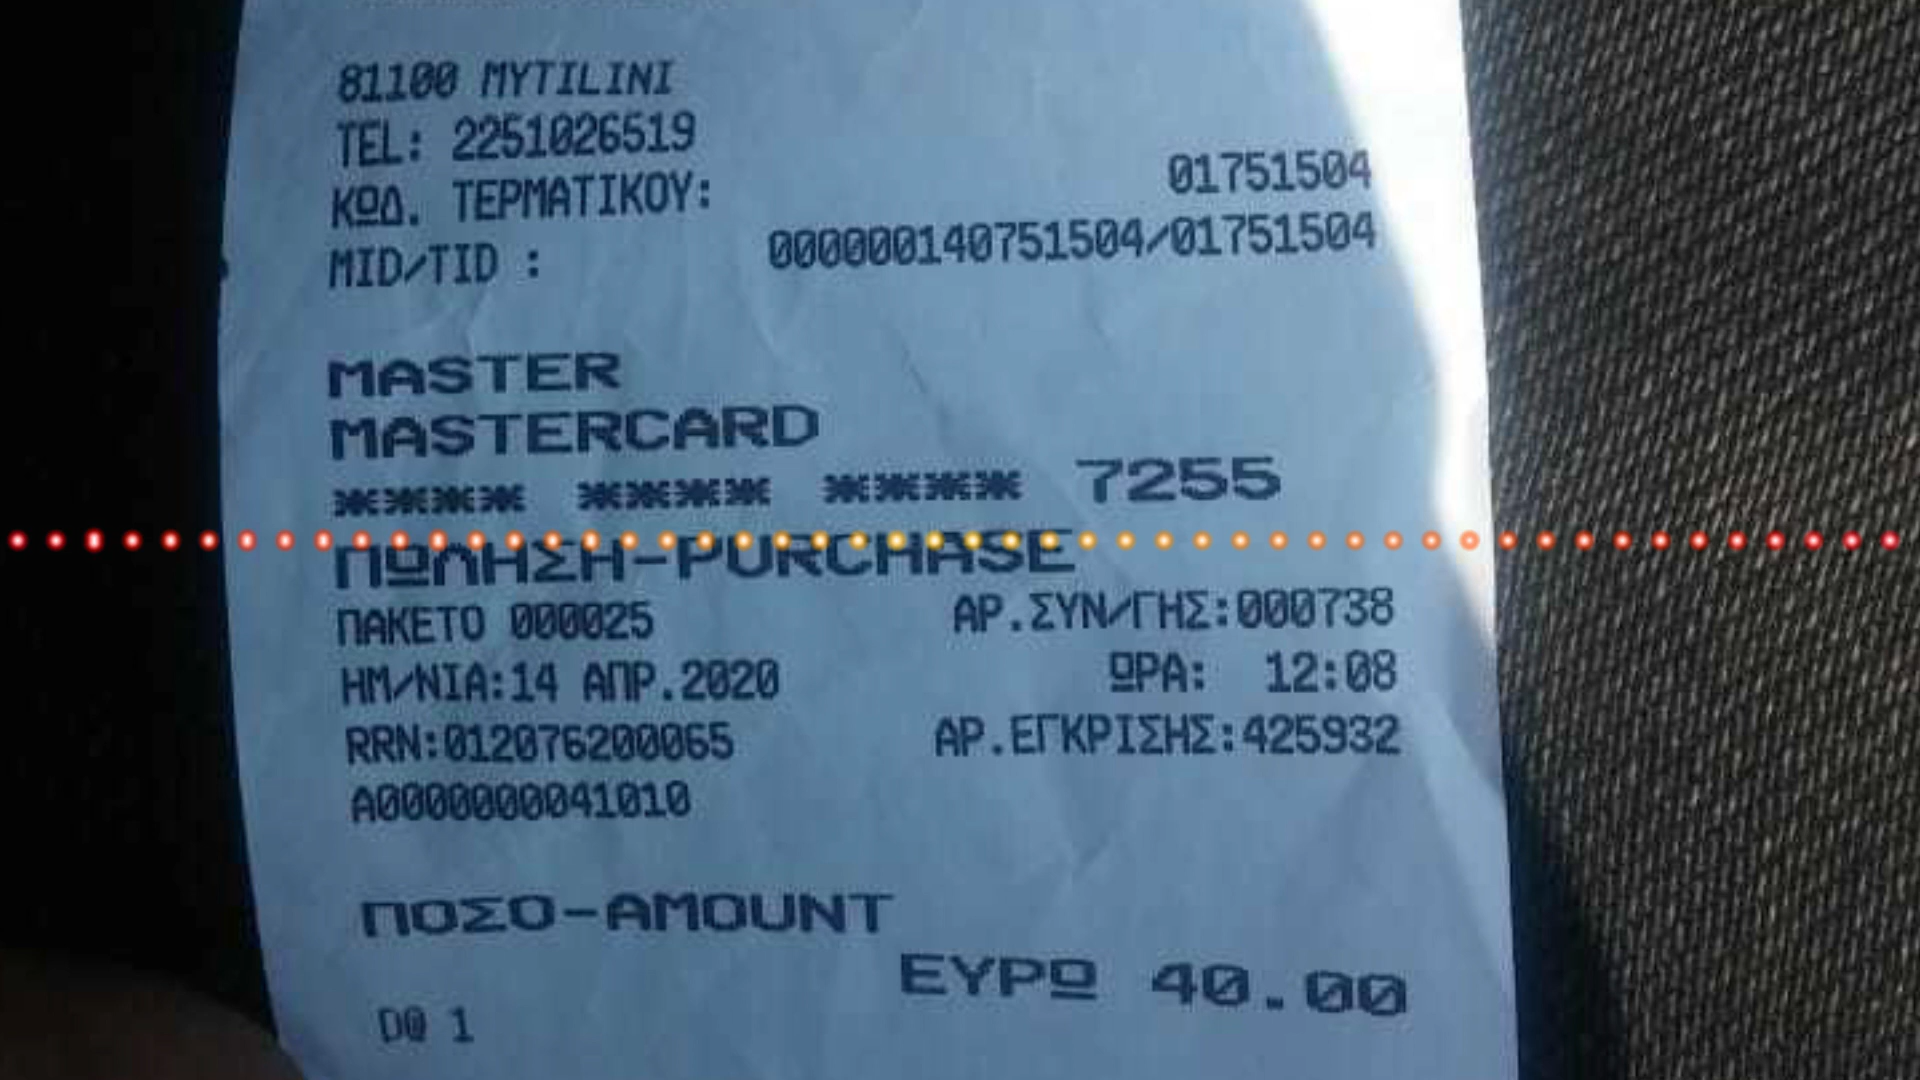 81100 MYTILINI
TEL: 2251026519
ΚΩΔ. ΤΕΡΜΑΤΙΚΟΥ: 01751504
MID/TID : 000000140751504/01751504
MASTER
MASTERCARD
**** **** **** 7255
ΠΩΛΗΣΗ-PURCHASE
ΠΑΚΕΤΟ 000025 ΑΡ.ΣΥΝ/ΓΗΣ:000738
ΗΜ/ΝΙΑ:14 ΑΠΡ.2020 ΩΡΑ: 12:08
RRN:012076200065 ΑΡ.ΕΓΚΡΙΣΗΣ:425932
A0000000041010
ΠΟΣΟ-AMOUNT
ΕΥΡΩ 40.00
D@ 1